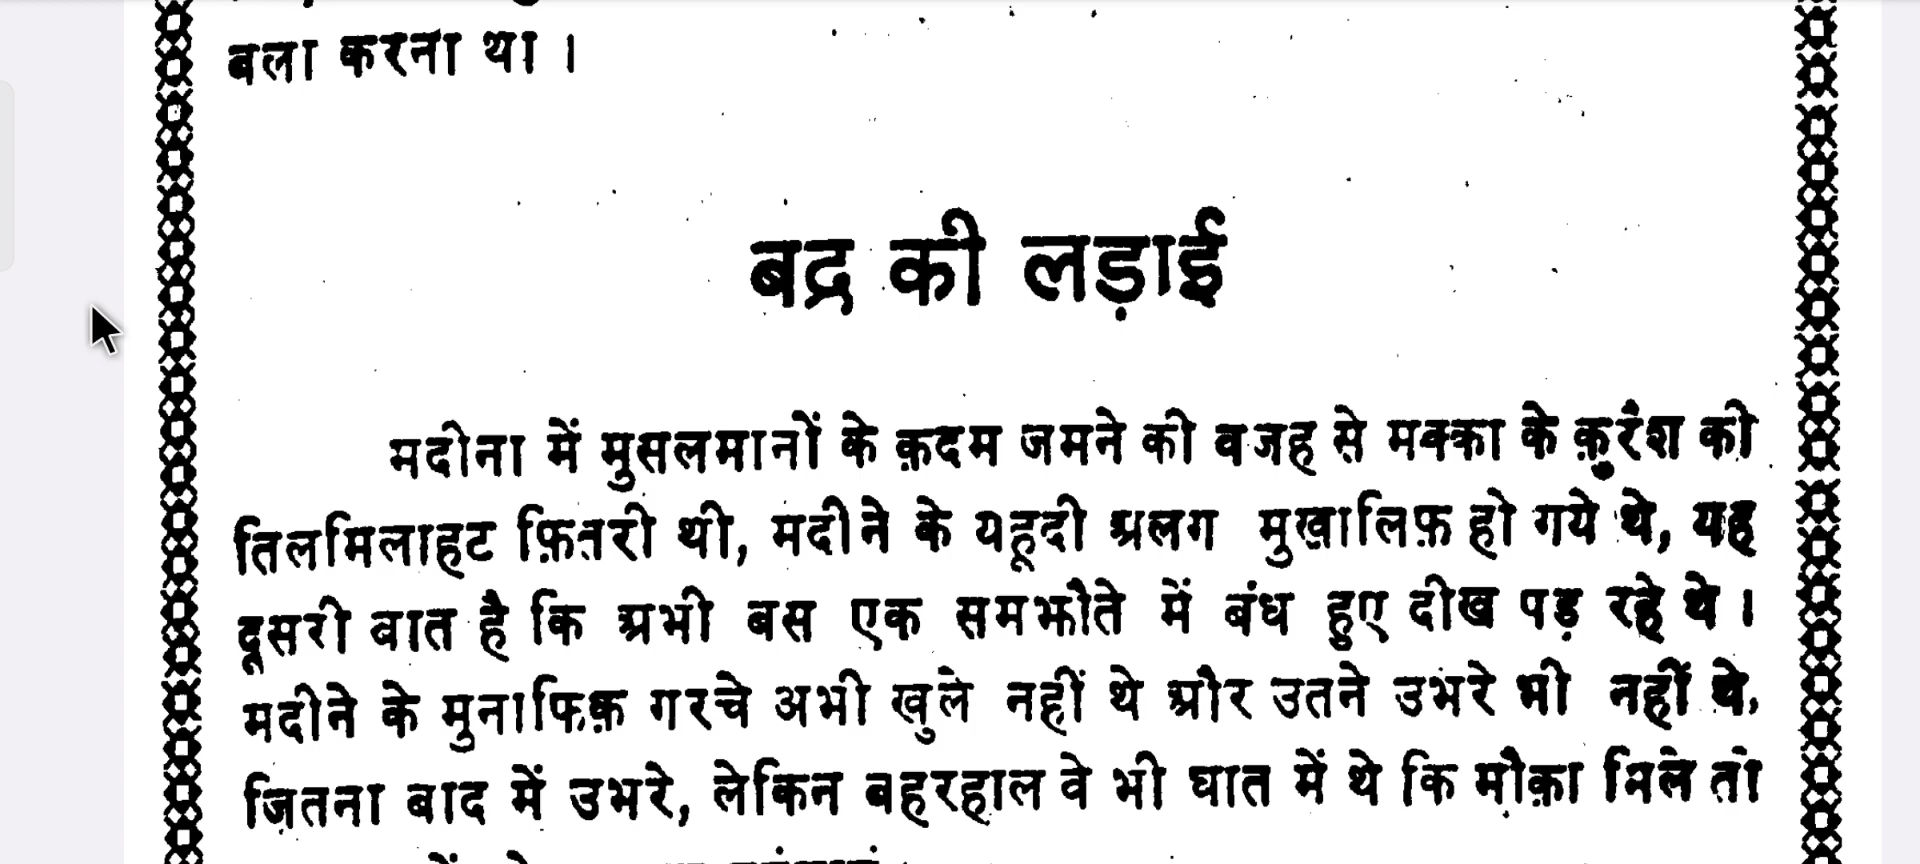 बला करना था ।
बद्र की लड़ाई
मदीना में मुसलमानों के क़दम जमने की वजह से मक्का के क़ुरैश की
तिलमिलाहट फ़ितरी थी, मदीने के यहूदी अलग मुख़ालिफ़ हो गये थे, यह
दूसरी बात है कि अभी बस एक समझौते में बंध हुए दीख पड़ रहे थे ।
मदीने के मुनाफिक़ गरचे अभी खुले नहीं थे और उतने उभरे भी नहीं थे,
जितना बाद में उभरे, लेकिन बहरहाल वे भी घात में थे कि मौक़ा मिले तो